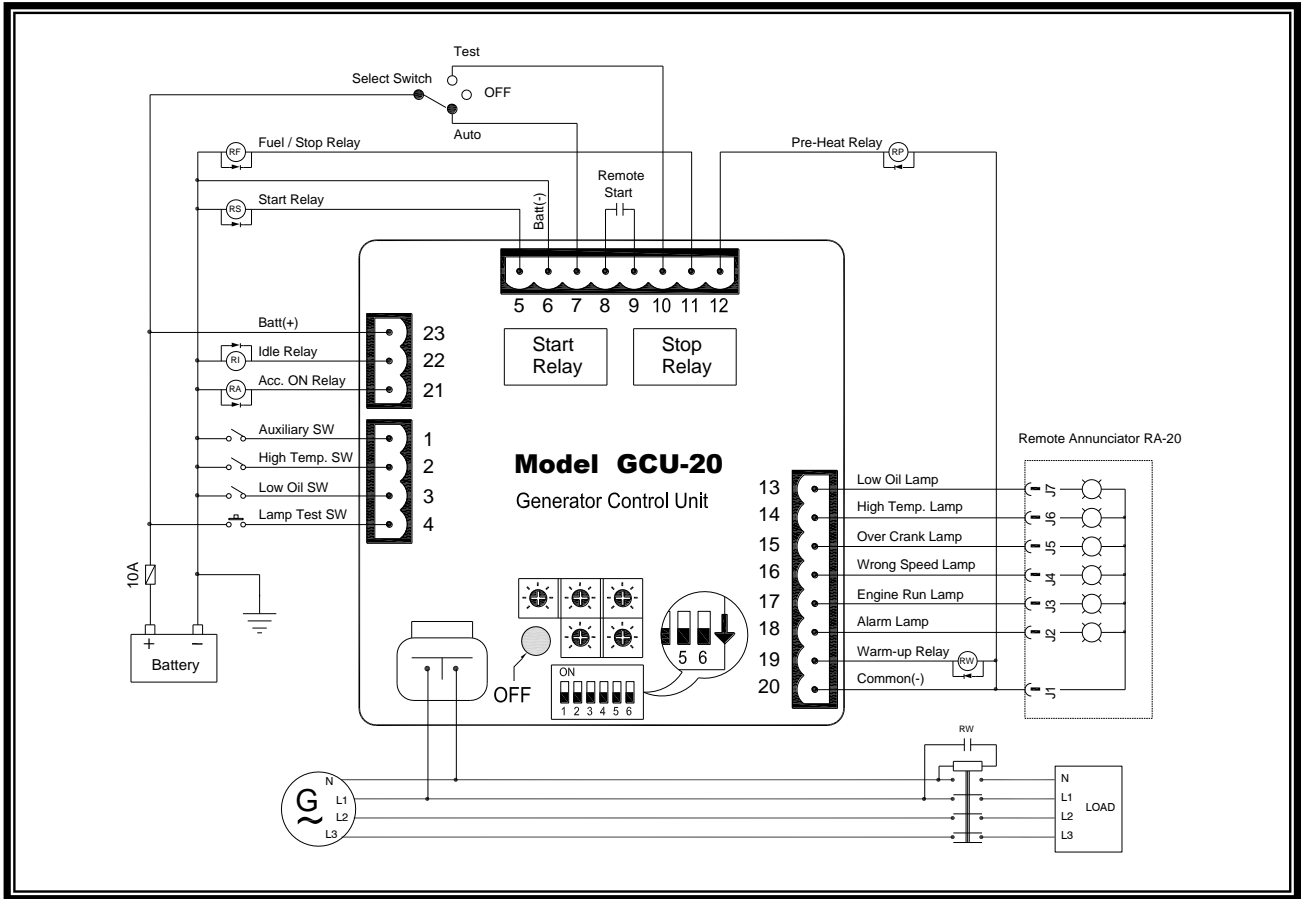 Test
Select Switch
OFF
Auto
Fuel / Stop Relay
RF
Pre-Heat Relay
RP
Remote
Start
Batt(-)
Start Relay
RS
5 6 7 8 9 10 11 12
Start
Relay
Stop
Relay
Batt(+)
23
Idle Relay
RI
22
Acc. ON Relay
RA
21
Auxiliary SW
1
High Temp. SW
2
Low Oil SW
3
Lamp Test SW
4
Model GCU-20
Generator Control Unit
Remote Annunciator RA-20
13
Low Oil Lamp
J7
14
High Temp. Lamp
J6
15
Over Crank Lamp
J5
16
Wrong Speed Lamp
J4
17
Engine Run Lamp
J3
18
Alarm Lamp
J2
19
Warm-up Relay
RW
20
Common(-)
J1
10A
+ −
Battery
OFF
ON
1 2 3 4 5 6
5 6
RW
G
~
N
L1
L2
L3
N
L1
L2
L3
LOAD